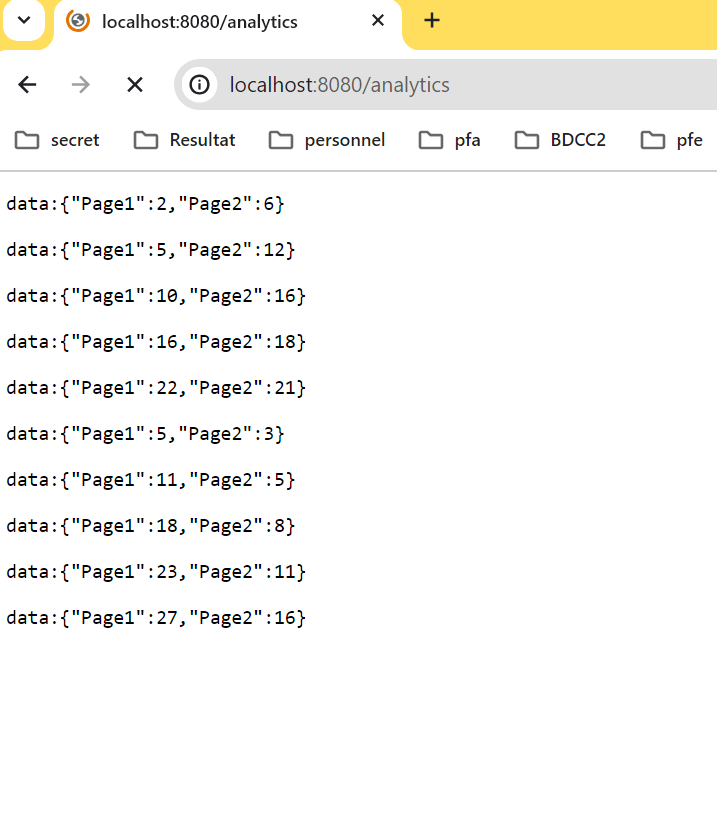 localhost:8080/analytics
localhost:8080/analytics
secret Resultat personnel pfa BDCC2 pfe
data:{"Page1":2,"Page2":6}
data:{"Page1":5,"Page2":12}
data:{"Page1":10,"Page2":16}
data:{"Page1":16,"Page2":18}
data:{"Page1":22,"Page2":21}
data:{"Page1":5,"Page2":3}
data:{"Page1":11,"Page2":5}
data:{"Page1":18,"Page2":8}
data:{"Page1":23,"Page2":11}
data:{"Page1":27,"Page2":16}